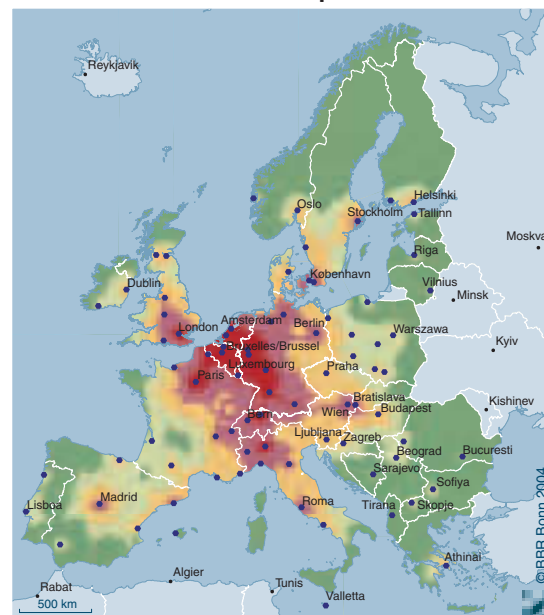 Reykjavik
Oslo
Helsinki
Stockholm
Tallinn
Moskva
Riga
Dublin
København
Vilnius
Minsk
London
Amsterdam
Berlin
Warszawa
Bruxelles/Brussel
Kyiv
Luxembourg
Praha
Paris
Bratislava
Kishinev
Wien
Budapest
Bern
Ljubljana
Zagreb
Beograd
Bucuresti
Sarajevo
Sofiya
Madrid
Roma
Skopje
Lisboa
Tirana
Athinai
Algier
Tunis
Rabat
Valletta
500 km
©BBR Bonn 2004